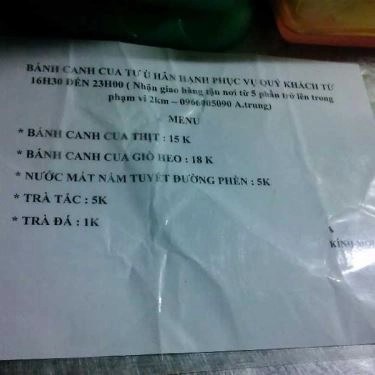 BÁNH CANH CUA TƯ Ù HÂN HẠNH PHỤC VỤ QUÝ KHÁCH TỪ
16H30 ĐẾN 23H00 ( Nhận giao hàng tận nơi từ 5 phần trở lên trong
phạm vi 2km – 0966905090 A.trung)
MENU
* BÁNH CANH CUA THỊT : 15 K
* BÁNH CANH CUA GIÒ HEO : 18 K
* NƯỚC MÁT NẤM TUYẾT ĐƯỜNG PHÈN : 5K
* TRÀ TẮC : 5K
* TRÀ ĐÁ : 1K
KÍNH